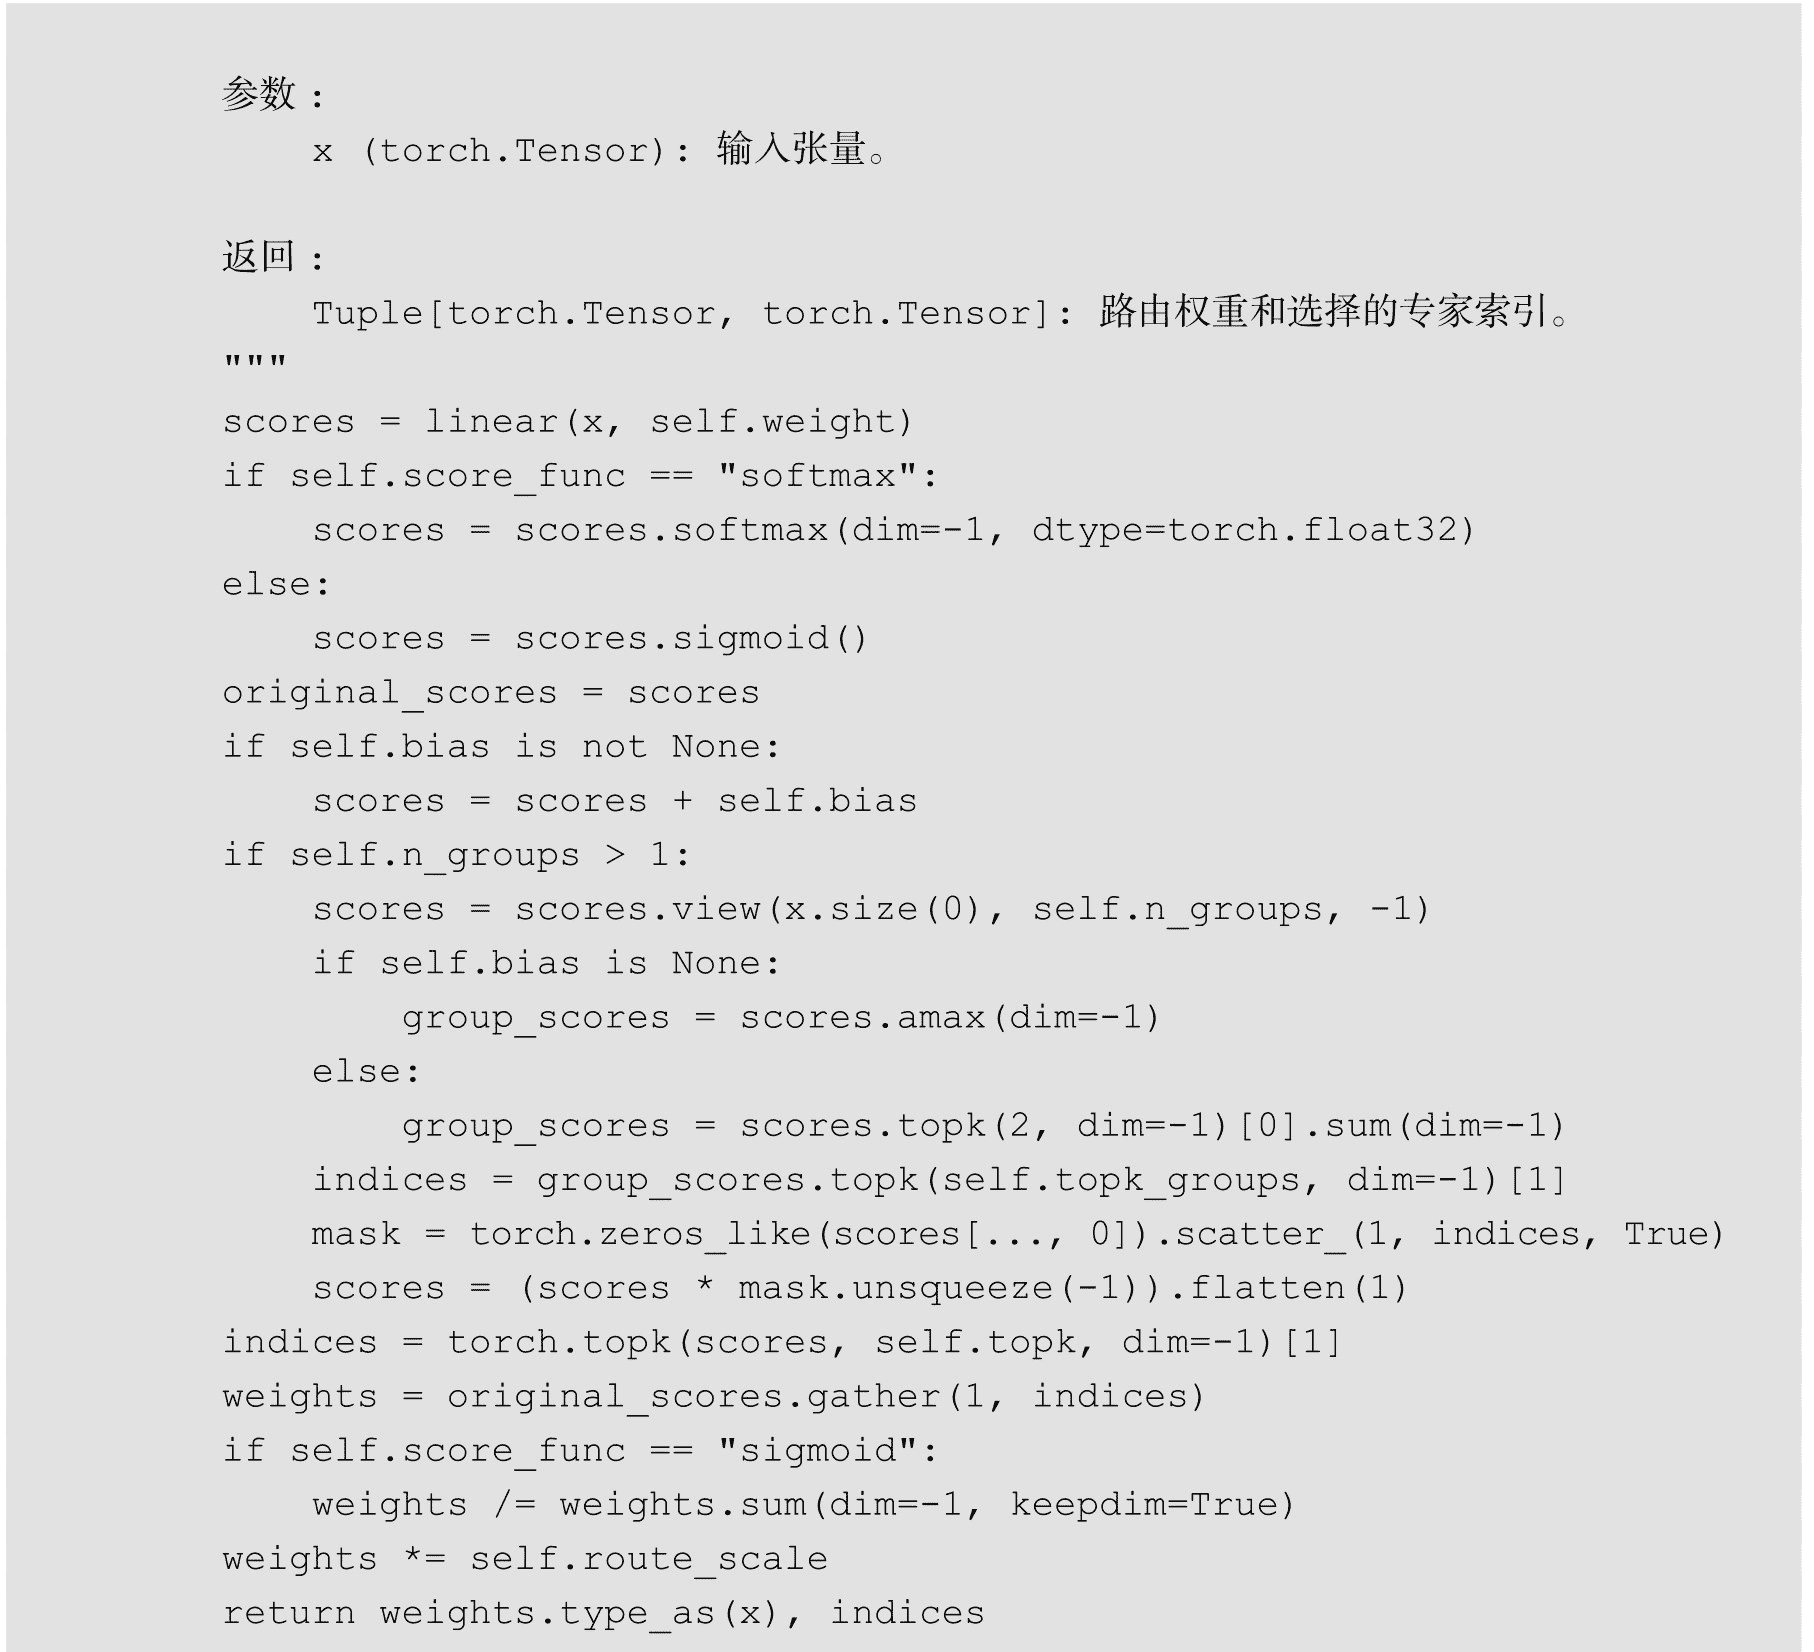 参数：
    x (torch.Tensor): 输入张量。
返回：
    Tuple[torch.Tensor, torch.Tensor]: 路由权重和选择的专家索引。
"""
scores = linear(x, self.weight)
if self.score_func == "softmax":
    scores = scores.softmax(dim=-1, dtype=torch.float32)
else:
    scores = scores.sigmoid()
original_scores = scores
if self.bias is not None:
    scores = scores + self.bias
if self.n_groups > 1:
    scores = scores.view(x.size(0), self.n_groups, -1)
    if self.bias is None:
        group_scores = scores.amax(dim=-1)
    else:
        group_scores = scores.topk(2, dim=-1)[0].sum(dim=-1)
    indices = group_scores.topk(self.topk_groups, dim=-1)[1]
    mask = torch.zeros_like(scores[..., 0]).scatter_(1, indices, True)
    scores = (scores * mask.unsqueeze(-1)).flatten(1)
indices = torch.topk(scores, self.topk, dim=-1)[1]
weights = original_scores.gather(1, indices)
if self.score_func == "sigmoid":
    weights /= weights.sum(dim=-1, keepdim=True)
weights *= self.route_scale
return weights.type_as(x), indices